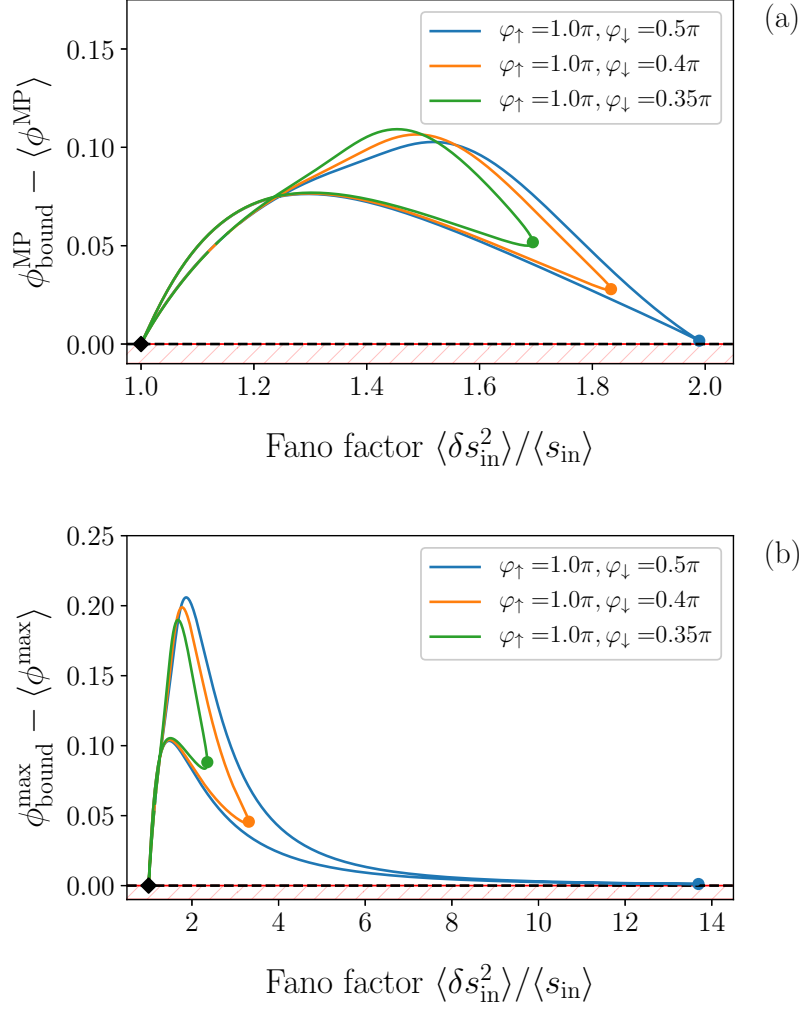 (a)
φ↑ =1.0π, φ↓ =0.5π
φ↑ =1.0π, φ↓ =0.4π
φ↑ =1.0π, φ↓ =0.35π
ϕ^MP_bound − ⟨ϕ^MP⟩
0.15
0.10
0.05
0.00
1.0 1.2 1.4 1.6 1.8 2.0
Fano factor ⟨δs²_in⟩/⟨s_in⟩
(b)
φ↑ =1.0π, φ↓ =0.5π
φ↑ =1.0π, φ↓ =0.4π
φ↑ =1.0π, φ↓ =0.35π
ϕ^max_bound − ⟨ϕ^max⟩
0.25
0.20
0.15
0.10
0.05
0.00
2 4 6 8 10 12 14
Fano factor ⟨δs²_in⟩/⟨s_in⟩